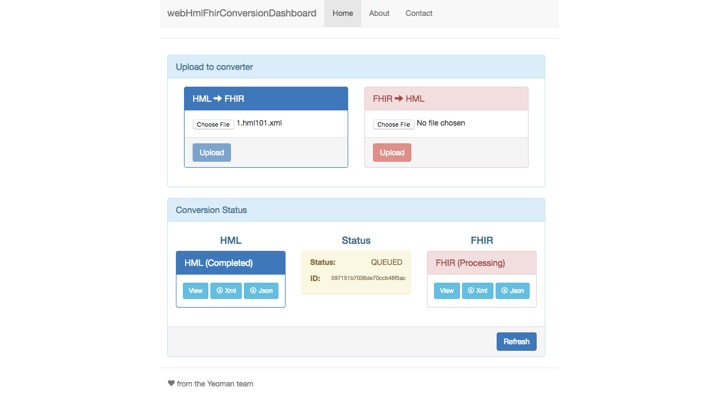 webHmlFhirConversionDashboard Home About Contact
Upload to converter
HML ➡ FHIR
Choose File 1.hml101.xml
Upload
FHIR ➡ HML
Choose File No file chosen
Upload
Conversion Status
HML Status FHIR
HML (Completed)
View Xml Json
Status: QUEUED
ID: 597151b7036de70ccb48f5ac
FHIR (Processing)
View Xml Json
Refresh
♥ from the Yeoman team